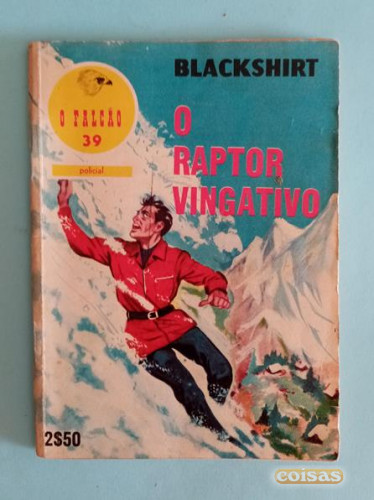 BLACKSHIRT
O FALCÃO
39
policial
O
RAPTOR
VINGATIVO
2$50
coisas